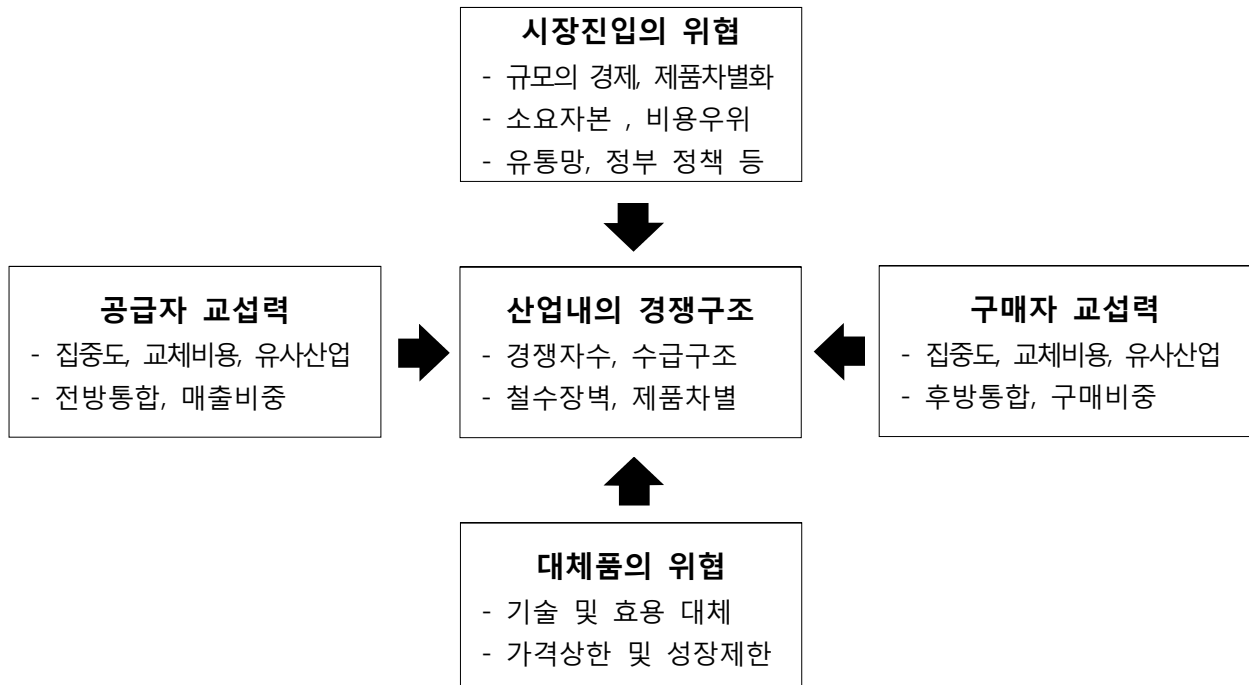 시장진입의 위협
- 규모의 경제, 제품차별화
- 소요자본 , 비용우위
- 유통망, 정부 정책 등
공급자 교섭력
- 집중도, 교체비용, 유사산업
- 전방통합, 매출비중
산업내의 경쟁구조
- 경쟁자수, 수급구조
- 철수장벽, 제품차별
구매자 교섭력
- 집중도, 교체비용, 유사산업
- 후방통합, 구매비중
대체품의 위협
- 기술 및 효용 대체
- 가격상한 및 성장제한